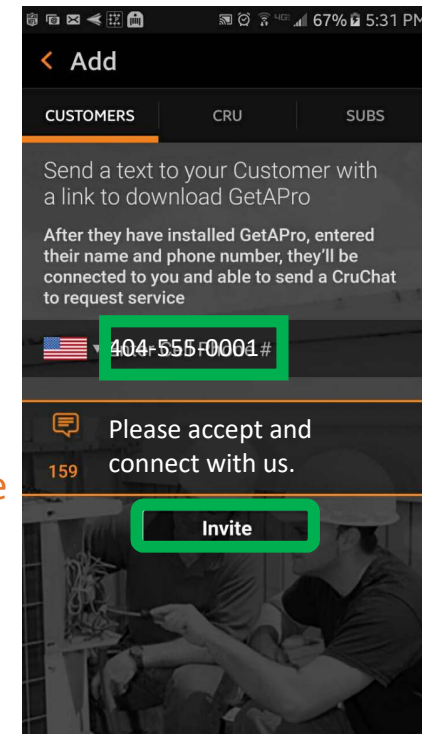 4G 67% 5:31 PM
< Add
CUSTOMERS CRU SUBS
Send a text to your Customer with
a link to download GetAPro
After they have installed GetAPro, entered
their name and phone number, they'll be
connected to you and able to send a CruChat
to request service
404-555-0001 #
Please accept and
159 connect with us.
e
Invite